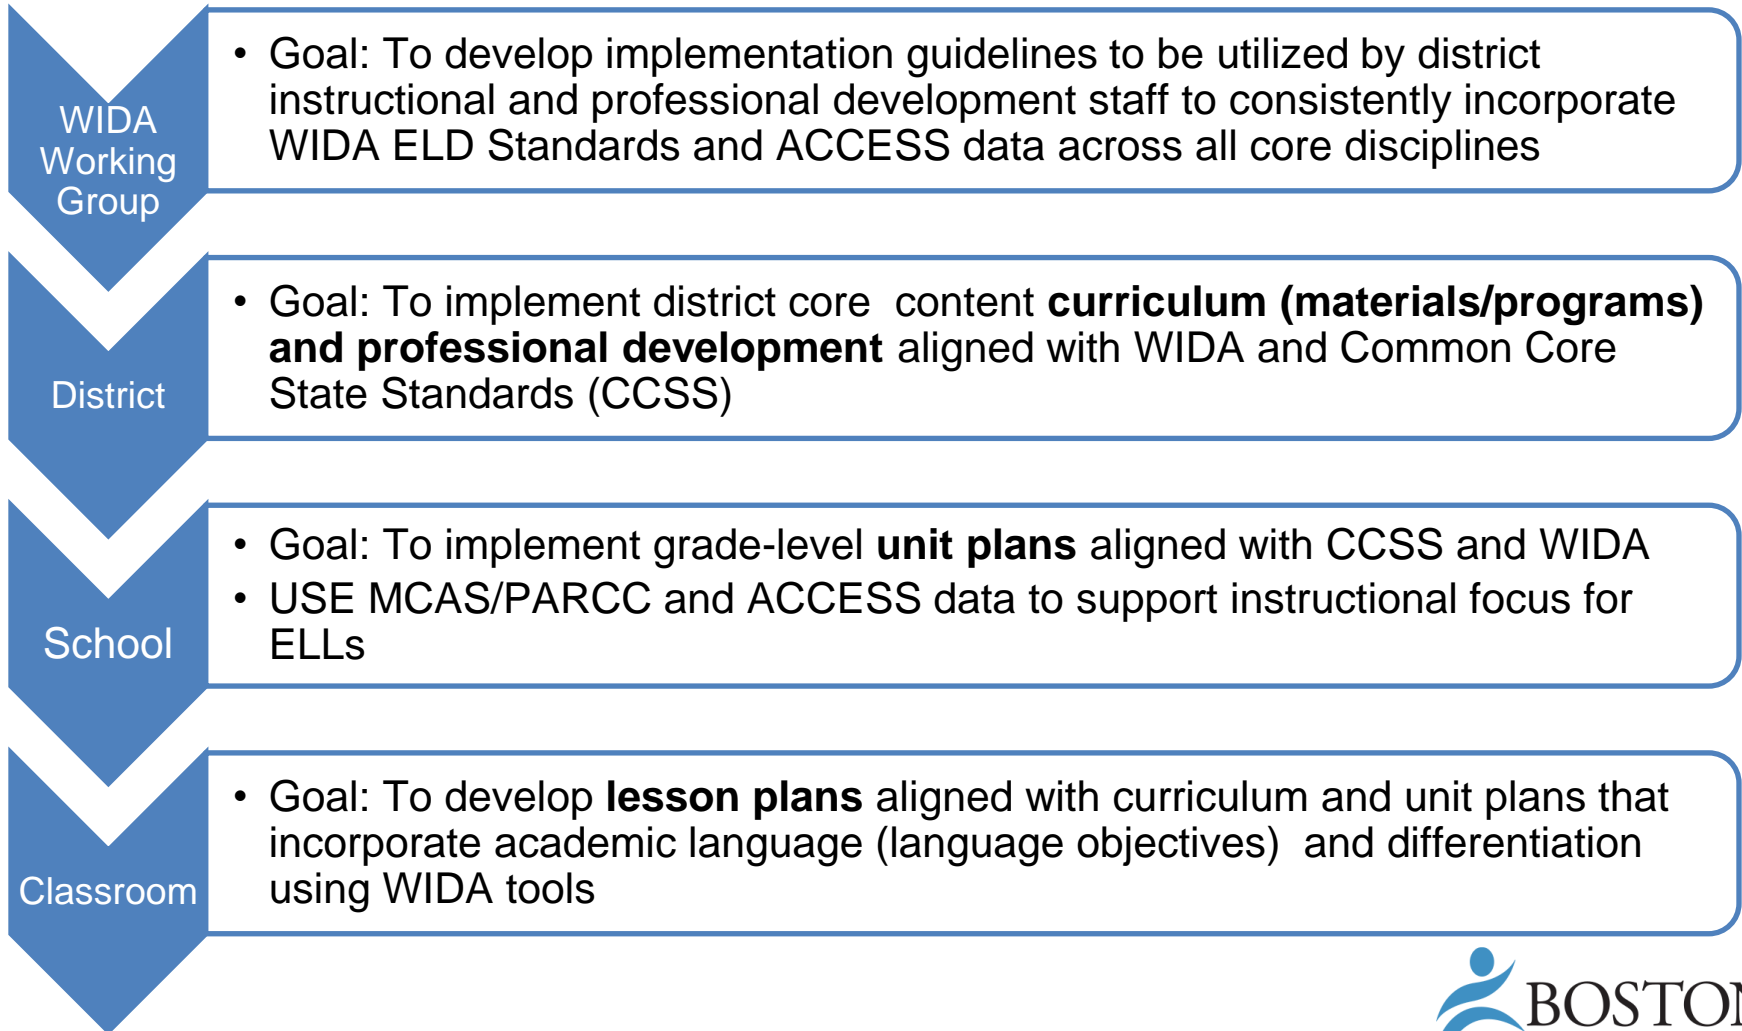 WIDA
Working
Group
• Goal: To develop implementation guidelines to be utilized by district
instructional and professional development staff to consistently incorporate
WIDA ELD Standards and ACCESS data across all core disciplines
District
• Goal: To implement district core  content curriculum (materials/programs)
and professional development aligned with WIDA and Common Core
State Standards (CCSS)
School
• Goal: To implement grade-level unit plans aligned with CCSS and WIDA
• USE MCAS/PARCC and ACCESS data to support instructional focus for
ELLs
Classroom
• Goal: To develop lesson plans aligned with curriculum and unit plans that
incorporate academic language (language objectives)  and differentiation
using WIDA tools
BOSTON